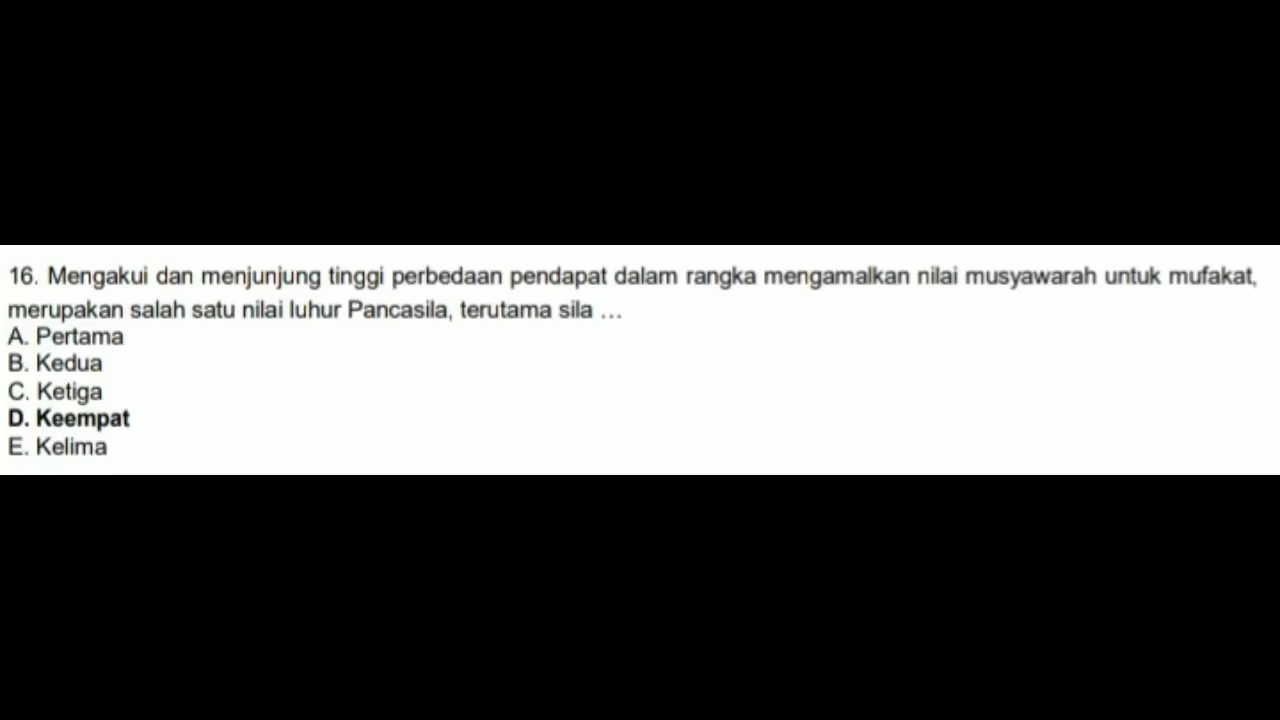 16. Mengakui dan menjunjung tinggi perbedaan pendapat dalam rangka mengamalkan nilai musyawarah untuk mufakat,
merupakan salah satu nilai luhur Pancasila, terutama sila ...
A. Pertama
B. Kedua
C. Ketiga
D. Keempat
E. Kelima